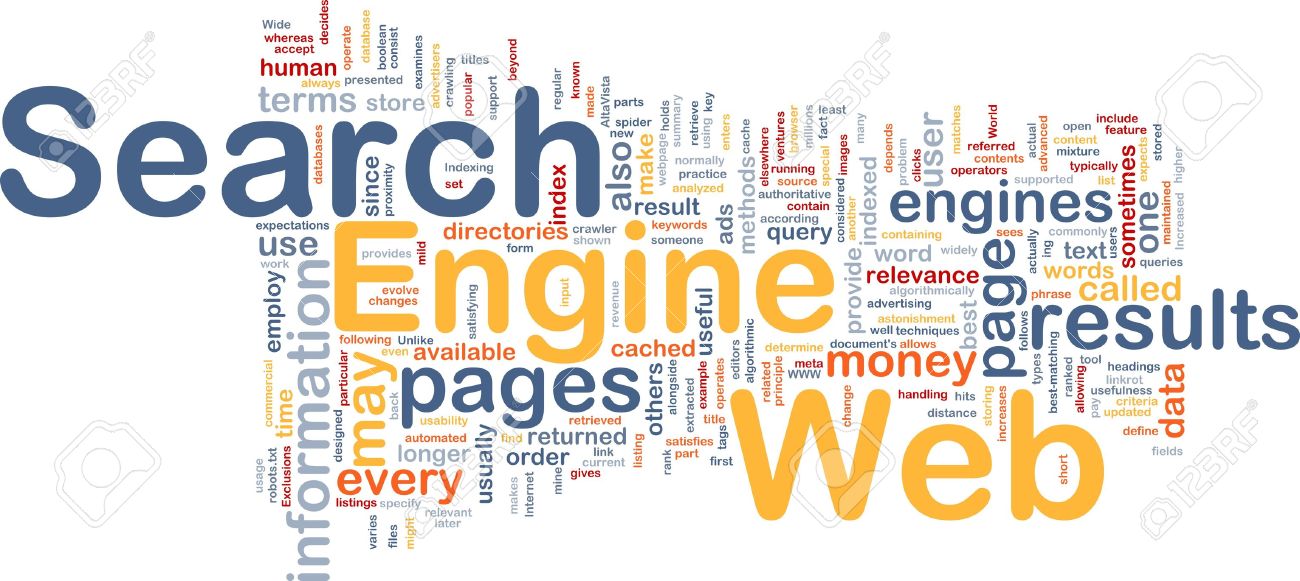 Wide
whereas
accept
decides
operate
database
boolean
consist
human
always
presented
examines
advertisers
crawling
titles
popular
support
beyond
terms
store
regular
known
made
AltaVista
parts
spider
new
holds
summary
retrieve
using
key
enters
Search
databases
since
proximity
Indexing
set
index
also
make
webpage
normally
practice
analyzed
result
methods
cache
elsewhere
ventures
browser
millions
fact
least
special
running
source
authoritative
contain
according
query
images
considered
another
many
depends
problem
clicks
indexed
user
matches
operators
referred
World
contents
actual
advanced
open
content
mixture
typically
include
feature
expects
stored
higher
supported
list
engines
sometimes
one
maintained
Increased
expectations
use
work
provides
mild
directories
form
crawler
shown
keywords
someone
ads
containing
word
widely
sees
actually
ing
commonly
text
users
queries
information
employ
evolve
changes
Engine
satisfying
input
revenue
useful
provide
relevance
algorithmically
advertising
astonishment
well
techniques
best
page
phrase
words
called
follows
results
following
Unlike
even
available
cached
editors
algorithmic
determine
document's
allows
money
types
best-matching
ranked
tool
allowing
pay
headings
linkrot
usefulness
criteria
updated
data
define
fields
commercial
time
particular
designed
may
back
pages
usability
retrieved
others
alongside
extracted
example
operates
title
tags
related
principle
WWW
meta
change
handling
hits
distance
storing
increases
short
Web
usage
robots.txt
Exclusions
automated
longer
usually
find
returned
order
link
current
gives
listing
rank
satisfies
part
first
every
listings
specify
relevant
later
makes
Internet
mine
varies
files
might
123RF
123RF
123RF
123RF
123RF
123RF
123RF
123RF